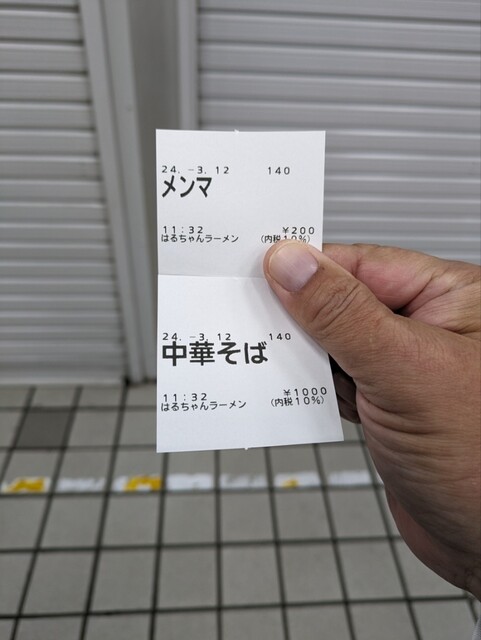 24.-3.12 140
メンマ
11:32 ¥200
はるちゃんラーメン (内税10%)
24.-3.12 140
中華そば
11:32 ¥1000
はるちゃんラーメン (内税10%)